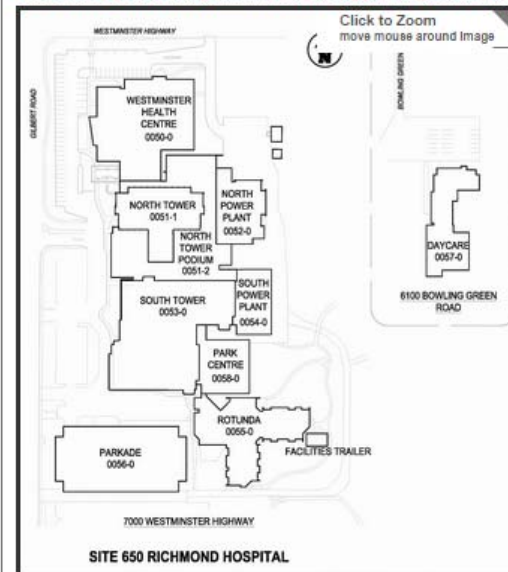 Click to Zoom
move mouse around Image
WESTMINSTER HIGHWAY
N
GILBERT ROAD
BOWLING GREEN
WESTMINSTER
HEALTH
CENTRE
0050-0
NORTH TOWER
0051-1
NORTH
POWER
PLANT
0052-0
NORTH
TOWER
PODIUM
0051-2
DAYCARE
0057-0
SOUTH TOWER
0053-0
SOUTH
POWER
PLANT
0054-0
6100 BOWLING GREEN
ROAD
PARK
CENTRE
0058-0
ROTUNDA
0055-0
FACILITIES TRAILER
PARKADE
0056-0
7000 WESTMINSTER HIGHWAY
SITE 650 RICHMOND HOSPITAL